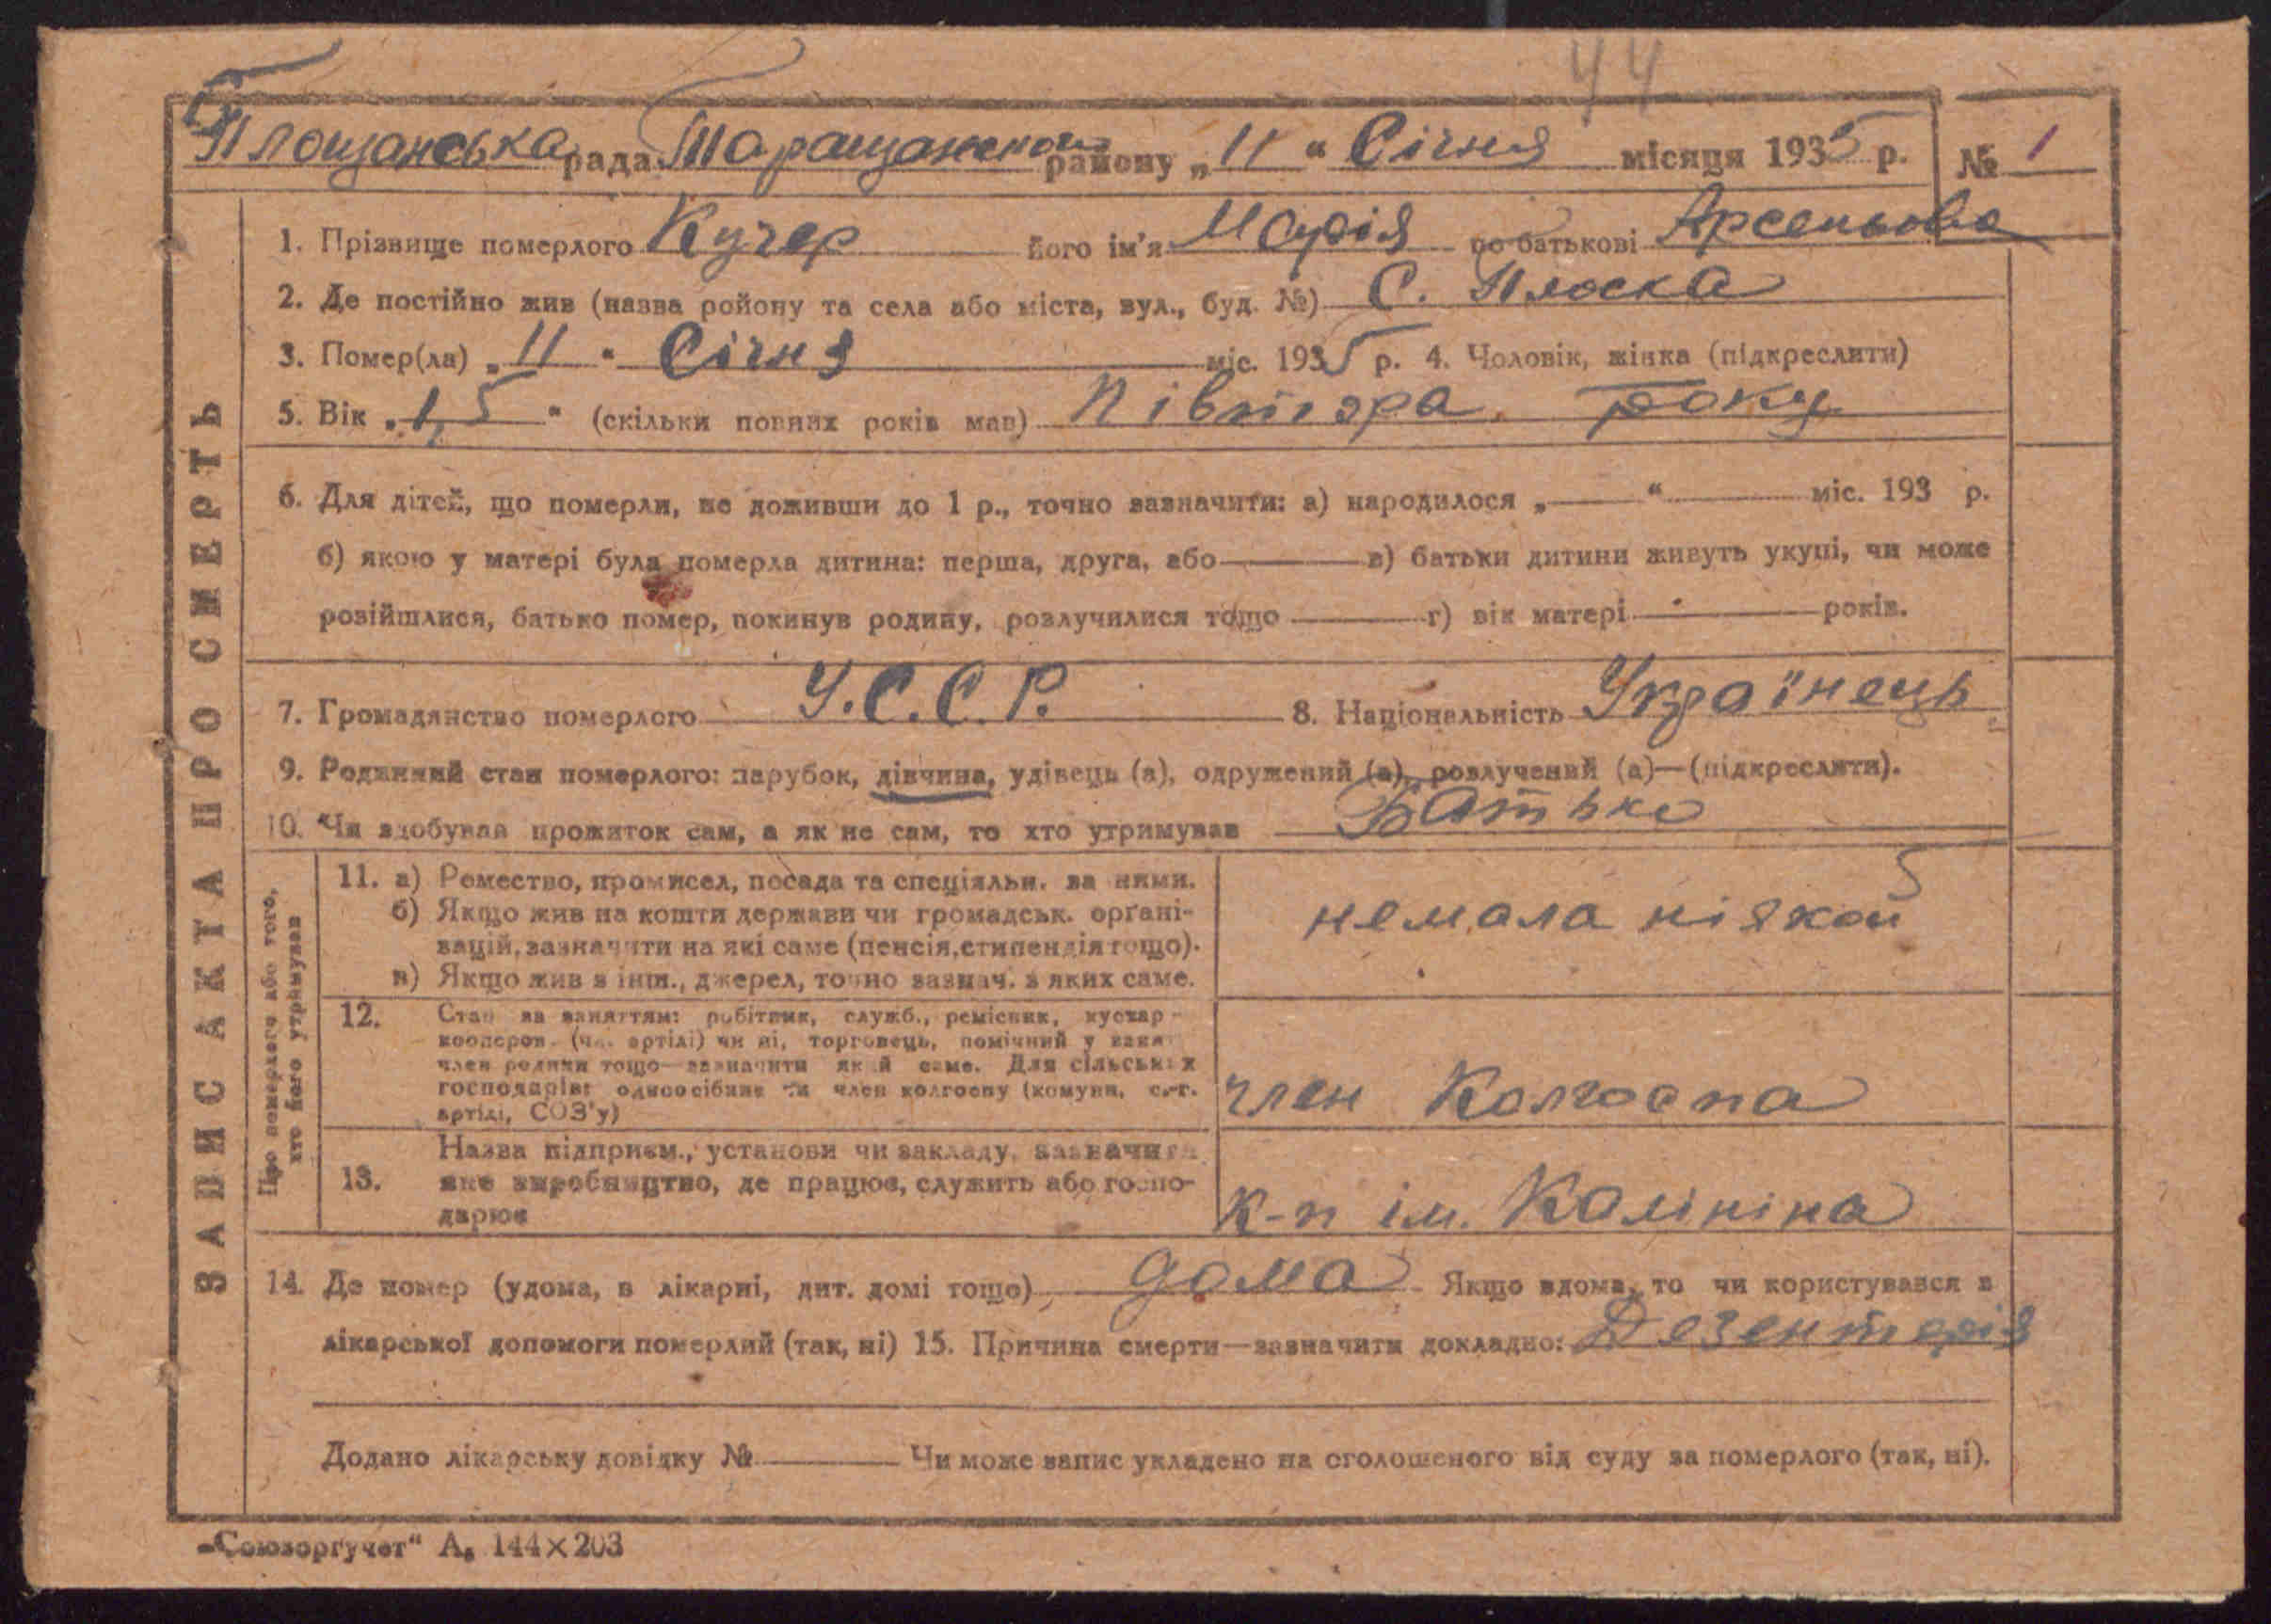 44
Площанська рада Таращанського району „11“ Січня місяця 1935 р. № 1
ЗАПИС АКТА ПРО СМЕРТЬ
1. Прізвище померлого Кучер його ім'я Марія по батькові Арсеньова
2. Де постійно жив (назва ройону та села або міста, вул., буд. №) С. Плоска
3. Помер(ла) „11“ Січня міс. 1935 р. 4. Чоловік, жінка (підкреслити)
5. Вік „1,5“ (скільки повних років мав) Півтора року
6. Для дітей, що померли, не доживши до 1 р., точно зазначити: а) народилося „—“ міс. 193 р.
б) якою у матері була померла дитина: перша, друга, або — в) батьки дитини живуть укупі, чи може
розійшлися, батько помер, покинув родину, розлучилися тощо — г) вік матері — років.
7. Громадянство померлого У.С.С.Р. 8. Національність Українець
9. Родинний стан померлого: парубок, дівчина, удівець (а), одружений (а), розлучений (а)—(підкреслити).
10. Чи здобував прожиток сам, а як не сам, то хто утримував Батько
Про померлого або того,
хто його утримував
11. а) Ремество, промисел, посада та спеціяльн. за ними.
б) Якщо жив на кошти держави чи громадськ. орґані-
зацій, зазначити на які саме (пенсія, стипендія тощо).
в) Якщо жив з інш., джерел, точно зазнач. з яких саме.
немала ніякой
12. Стан за заняттям: робітник, служб., ремісник, кустар-
кооперов. (чл. артілі) чи ні, торговець, помічний у занят
член родини тощо—зазначити який саме. Для сільських
господарів: одноосібник чи член колгоспу (комуни, с.-г.
артілі, СОЗ'у)
член Колгоспа
13. Назва підприєм., установи чи закладу, зазначити
яке виробництво, де працює, служить або госпо-
дарює
К-п ім. Калініна
14. Де помер (удома, в лікарні, дит. домі тощо) дома Якщо вдома, то чи користувався з
лікарської допомоги померлий (так, ні) 15. Причина смерти—зазначити докладно: Дезентерія
Додано лікарську довідку № — Чи може запис укладено на оголошеного від суду за померлого (так, ні).
„Союзорґучет“ А₅ 144×203